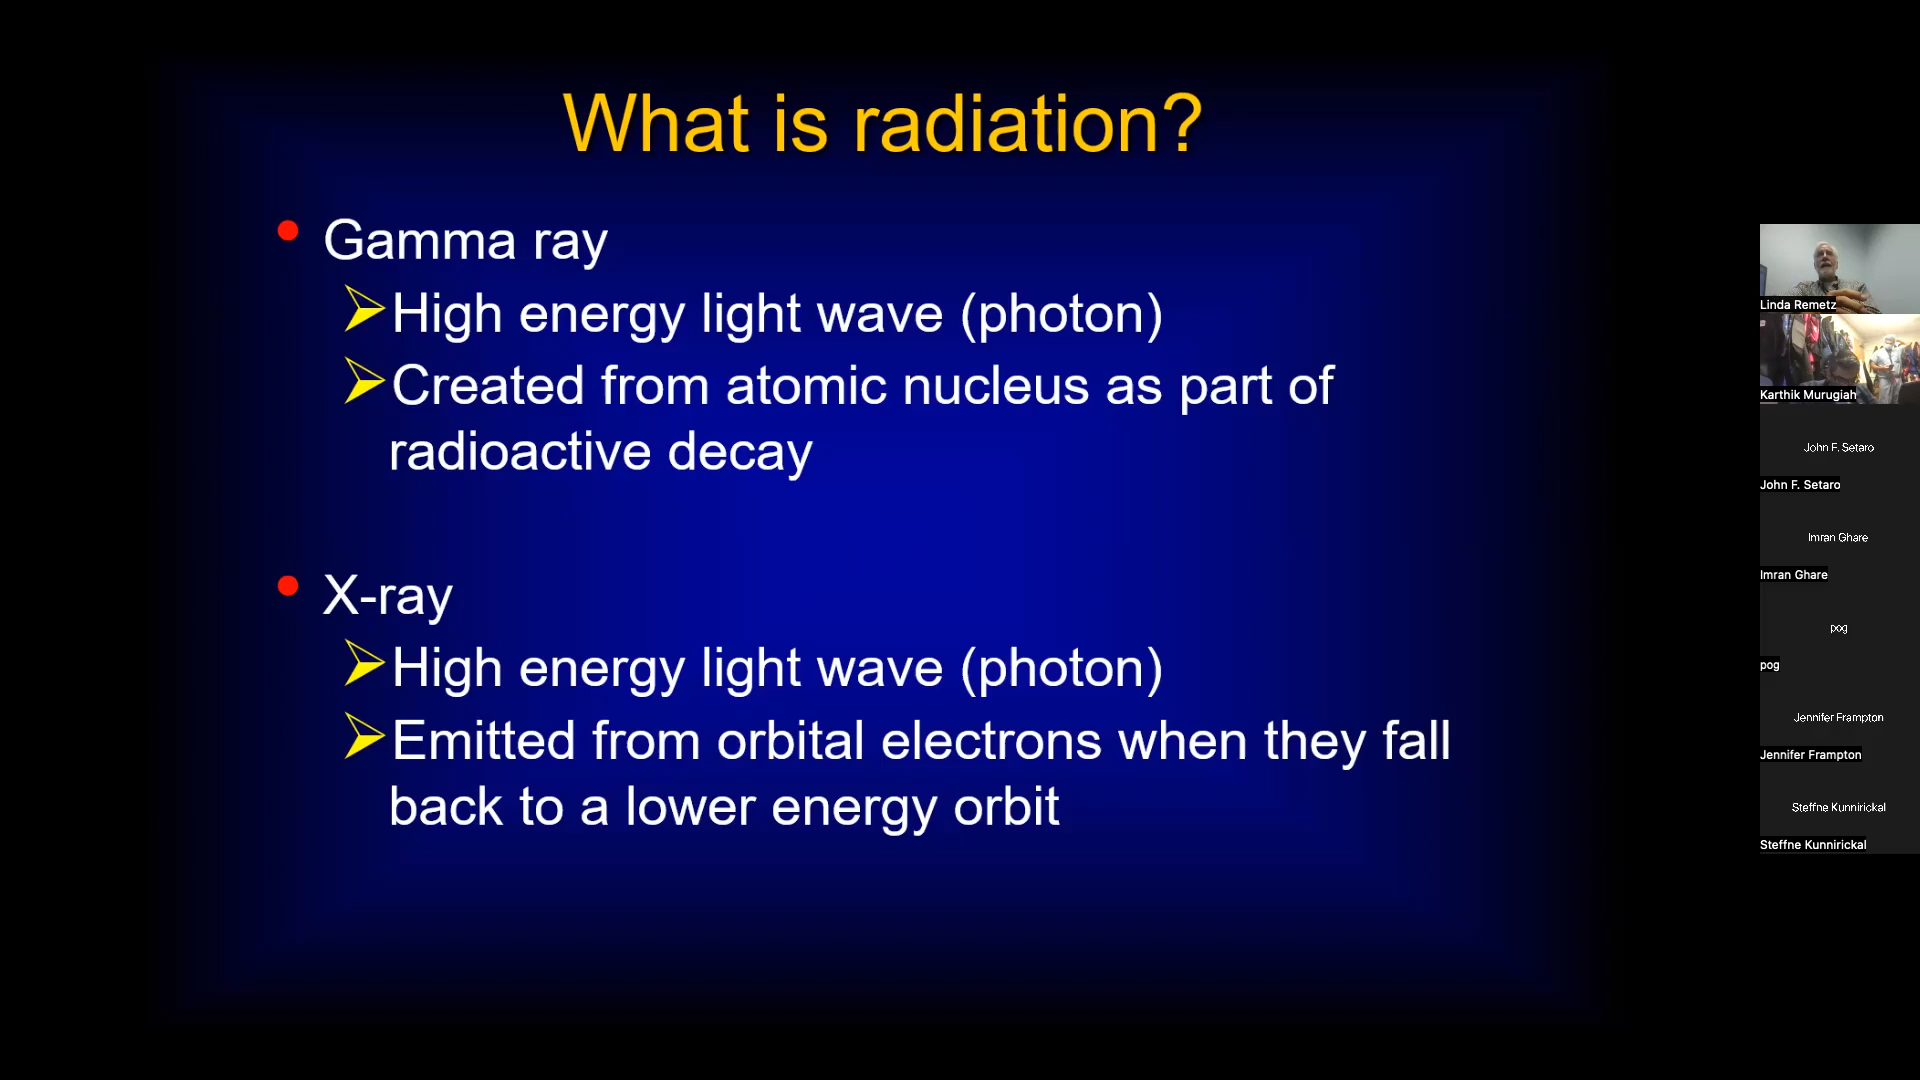 What is radiation?
Gamma ray
High energy light wave (photon)
Created from atomic nucleus as part of
radioactive decay
X-ray
High energy light wave (photon)
Emitted from orbital electrons when they fall
back to a lower energy orbit
Linda Remetz
Karthik Murugiah
John F. Setaro
John F. Setaro
Imran Ghare
Imran Ghare
pog
pog
Jennifer Frampton
Jennifer Frampton
Steffne Kunnirickal
Steffne Kunnirickal